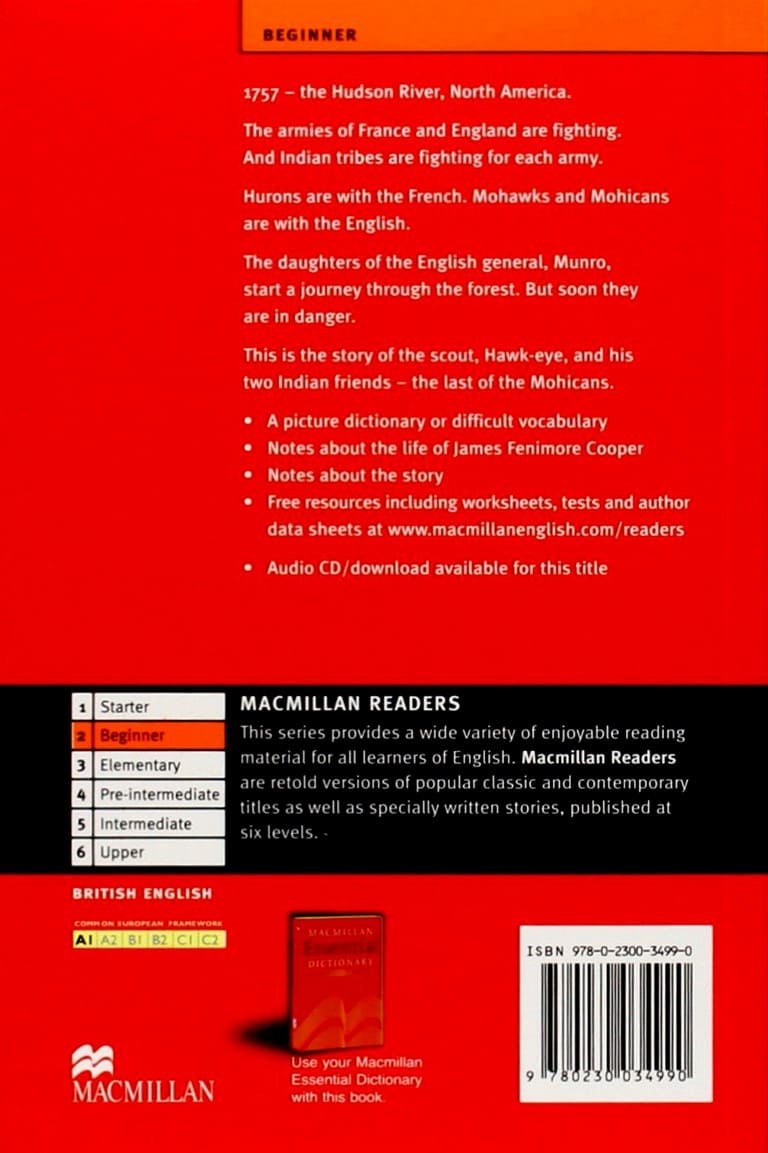 BEGINNER
1757 – the Hudson River, North America.
The armies of France and England are fighting.
And Indian tribes are fighting for each army.
Hurons are with the French. Mohawks and Mohicans
are with the English.
The daughters of the English general, Munro,
start a journey through the forest. But soon they
are in danger.
This is the story of the scout, Hawk-eye, and his
two Indian friends – the last of the Mohicans.
• A picture dictionary or difficult vocabulary
• Notes about the life of James Fenimore Cooper
• Notes about the story
• Free resources including worksheets, tests and author
data sheets at www.macmillanenglish.com/readers
• Audio CD/download available for this title
1 Starter
2 Beginner
3 Elementary
4 Pre-intermediate
5 Intermediate
6 Upper
MACMILLAN READERS
This series provides a wide variety of enjoyable reading
material for all learners of English. Macmillan Readers
are retold versions of popular classic and contemporary
titles as well as specially written stories, published at
six levels.
BRITISH ENGLISH
COMMON EUROPEAN FRAMEWORK
A1 A2 B1 B2 C1 C2
MACMILLAN
Essential
DICTIONARY
Use your Macmillan
Essential Dictionary
with this book.
MACMILLAN
ISBN 978-0-2300-3499-0
9 780230 034990